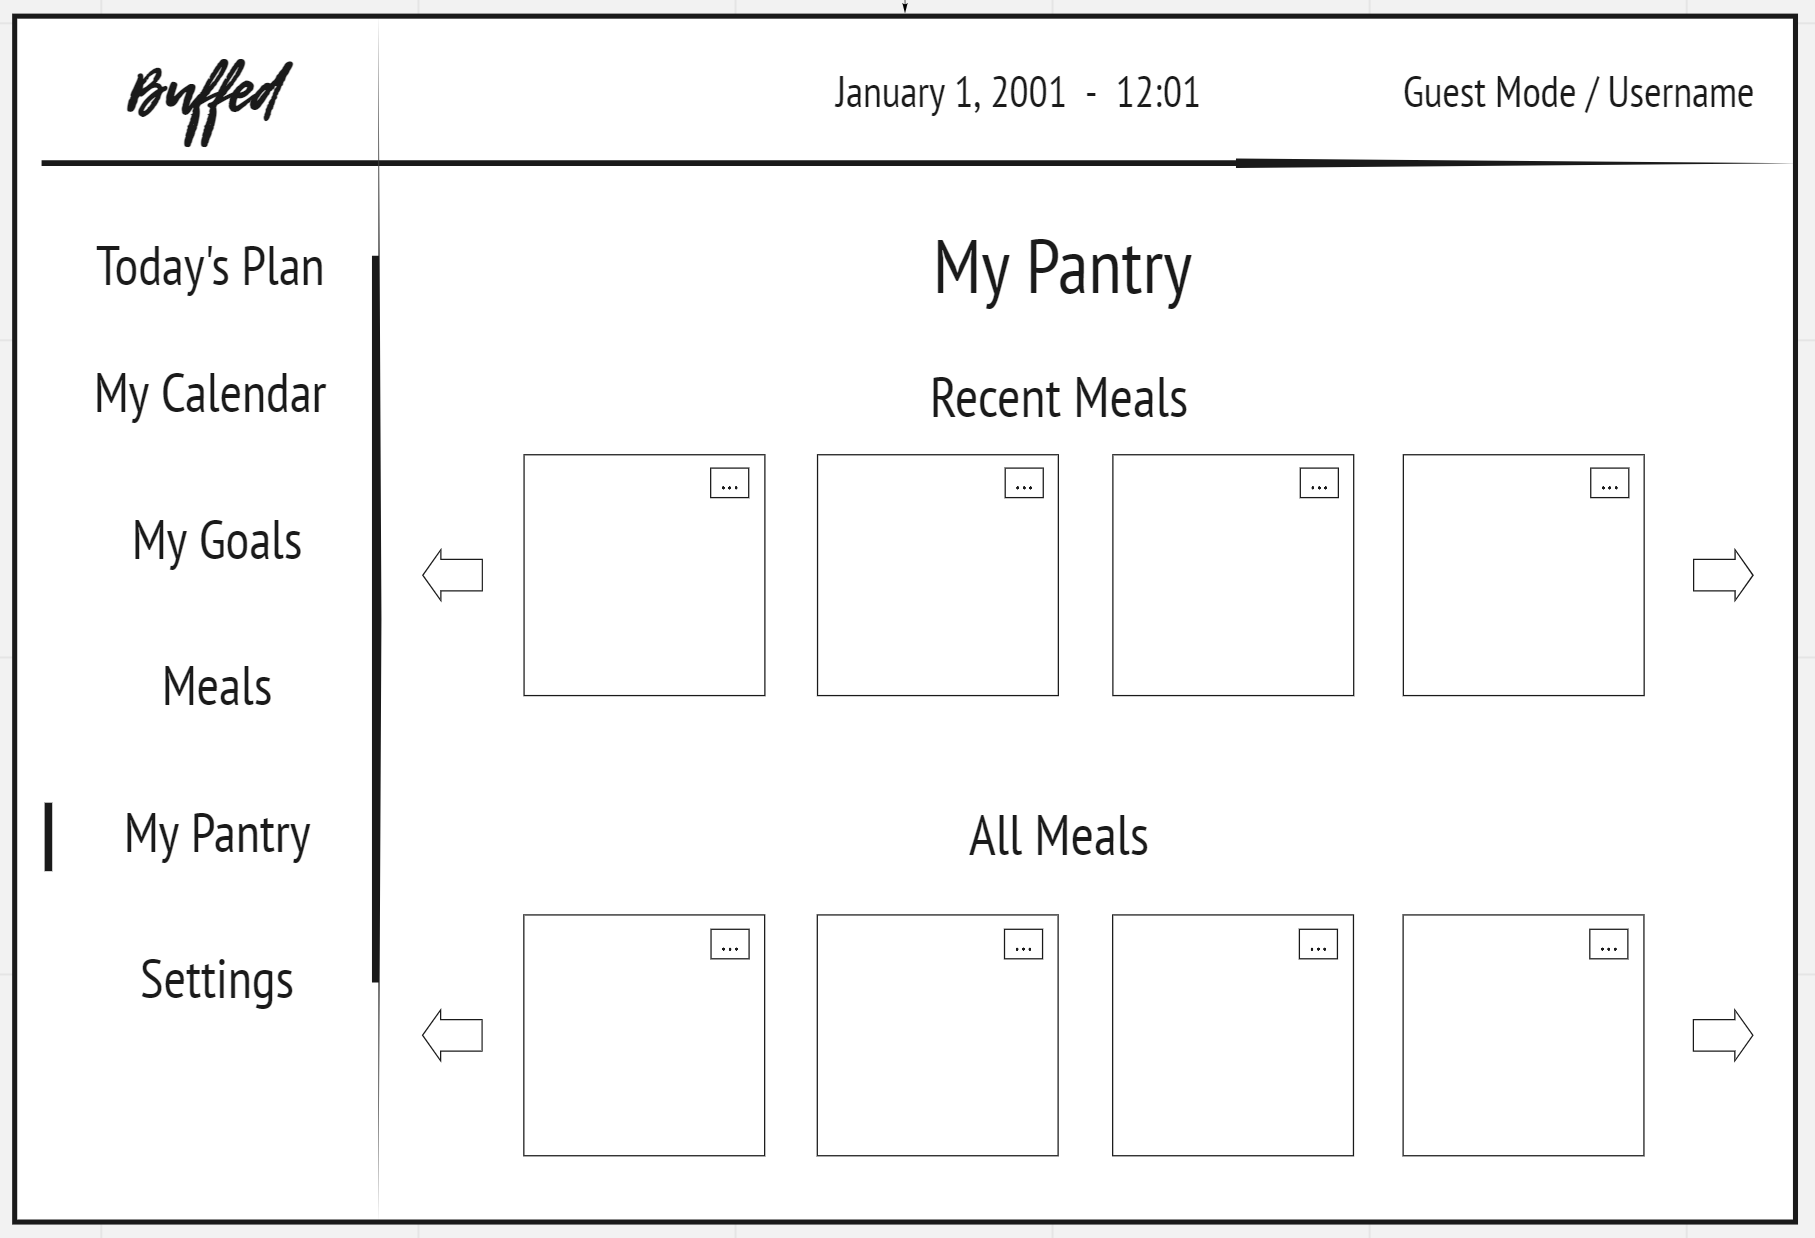 Buffed
January 1, 2001 - 12:01
Guest Mode / Username
Today's Plan
My Calendar
My Goals
Meals
My Pantry
Settings
My Pantry
Recent Meals
...
...
...
...
All Meals
...
...
...
...